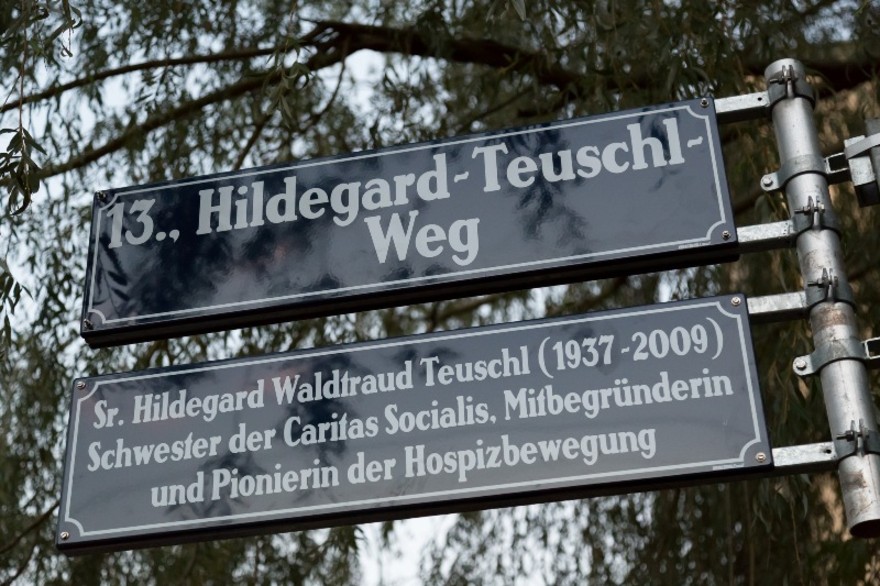 13., Hildegard-Teuschl-
Weg
Sr. Hildegard Waldtraud Teuschl (1937-2009)
Schwester der Caritas Socialis, Mitbegründerin
und Pionierin der Hospizbewegung